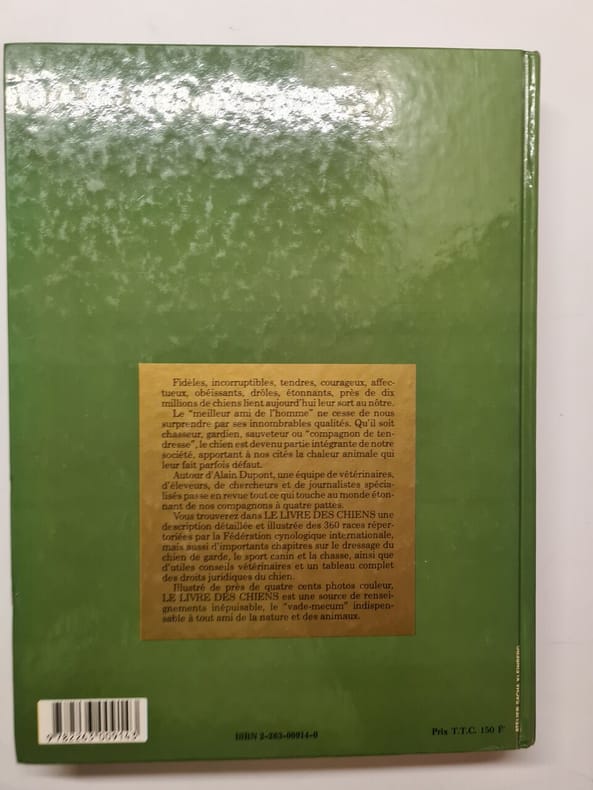 Fidèles, incorruptibles, tendres, courageux, affec-
tueux, obéissants, drôles, étonnants, près de dix
millions de chiens lient aujourd'hui leur sort au nôtre.
Le "meilleur ami de l'homme" ne cesse de nous
surprendre par ses innombrables qualités. Qu'il soit
chasseur, gardien, sauveteur ou "compagnon de ten-
dresse", le chien est devenu partie intégrante de notre
société, apportant à nos cités la chaleur animale qui
leur fait parfois défaut.
Autour d'Alain Dupont, une équipe de vétérinaires,
d'éleveurs, de chercheurs et de journalistes spécia-
lisés passe en revue tout ce qui touche au monde éton-
nant de nos compagnons à quatre pattes.
Vous trouverez dans LE LIVRE DES CHIENS une
description détaillée et illustrée des 360 races réper-
toriées par la Fédération cynologique internationale,
mais aussi d'importants chapitres sur le dressage du
chien de garde, le sport canin et la chasse, ainsi que
d'utiles conseils vétérinaires et un tableau complet
des droits juridiques du chien.
Illustré de près de quatre cents photos couleur,
LE LIVRE DES CHIENS est une source de rensei-
gnements inépuisable, le "vade-mecum" indispen-
sable à tout ami de la nature et des animaux.
9 782263 009143
ISBN 2-263-00914-0
Prix T.T.C. 150 F
ATELIER SACHA KLEINBERG